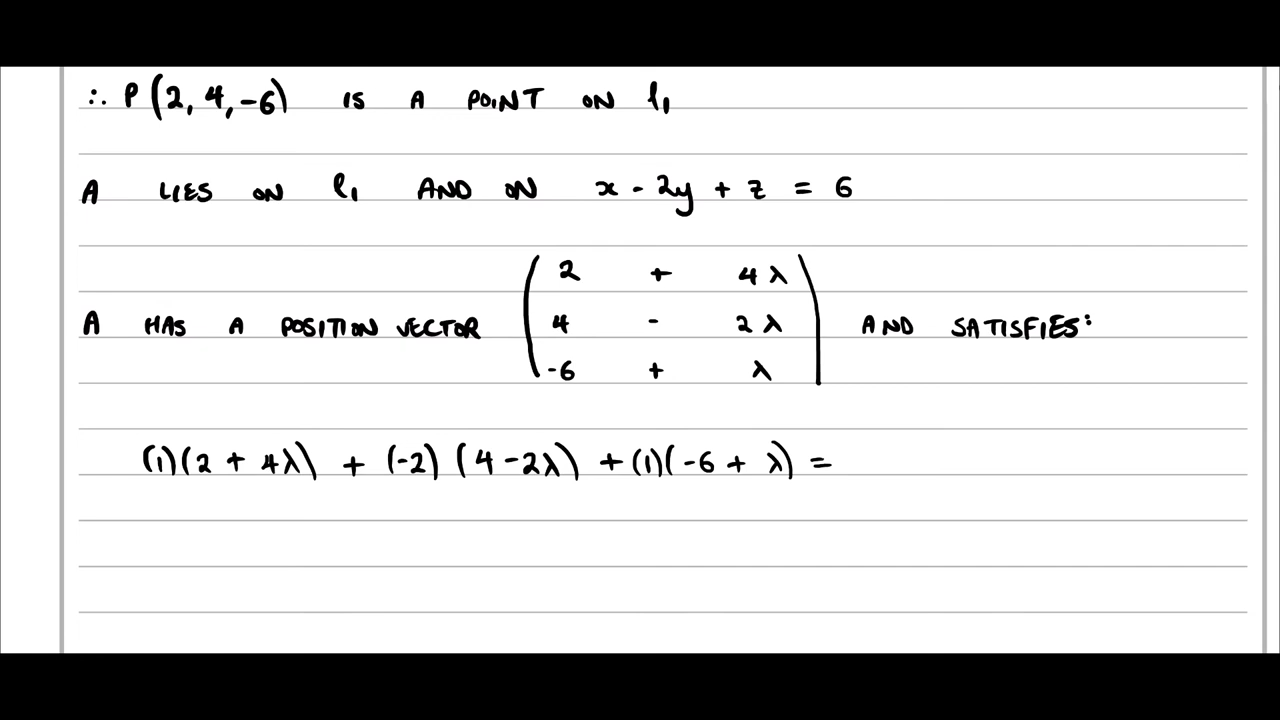 ∴ P(2, 4, -6) IS A POINT ON l₁
A LIES ON l₁ AND ON x - 2y + z = 6
2 + 4λ
4 - 2λ
A HAS A POSITION VECTOR AND SATISFIES:
-6 + λ
(1)(2 + 4λ) + (-2)(4 - 2λ) + (1)(-6 + λ) =